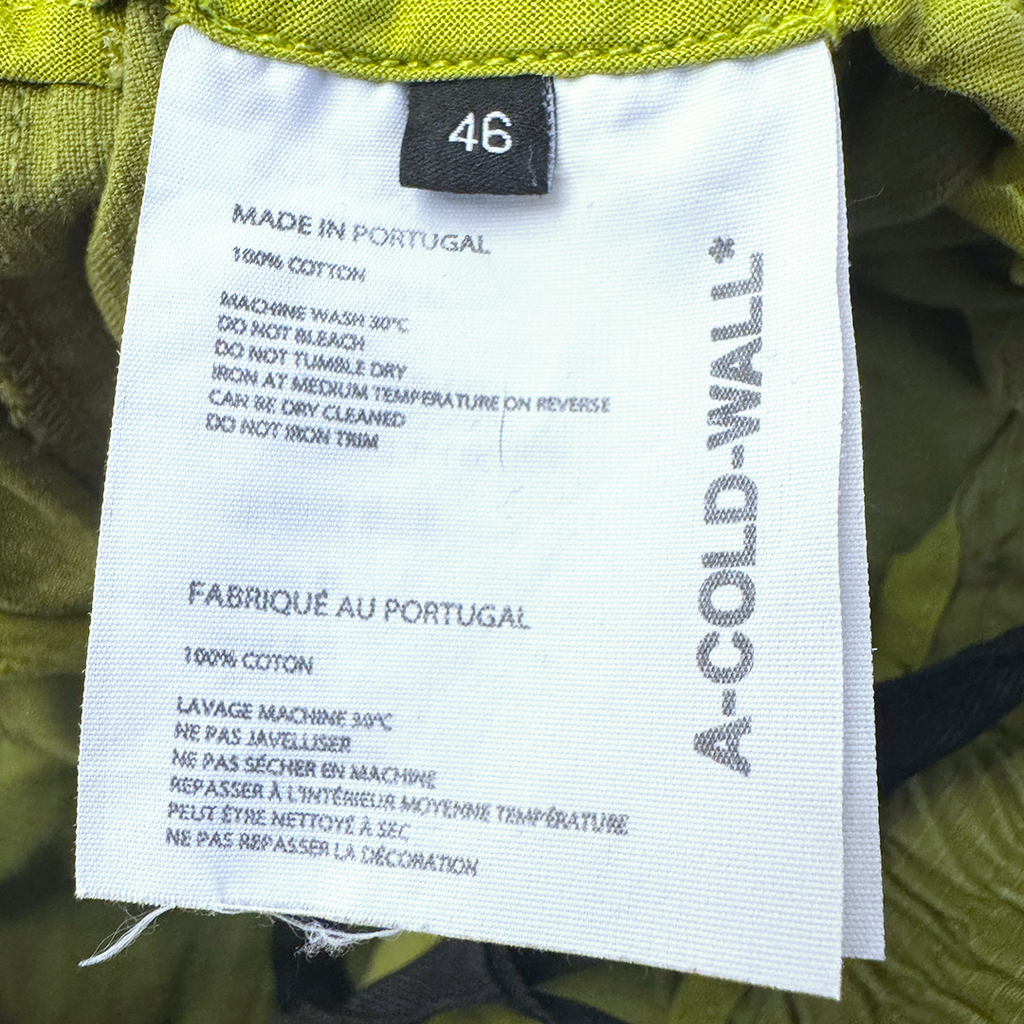 46
MADE IN PORTUGAL
100% COTTON
MACHINE WASH 30°C
DO NOT BLEACH
DO NOT TUMBLE DRY
IRON AT MEDIUM TEMPERATURE ON REVERSE
CAN BE DRY CLEANED
DO NOT IRON TRIM
FABRIQUÉ AU PORTUGAL
100% COTON
LAVAGE MACHINE 30°C
NE PAS JAVELLISER
NE PAS SÉCHER EN MACHINE
REPASSER À L'INTÉRIEUR MOYENNE TEMPÉRATURE
PEUT ÊTRE NETTOYÉ À SEC
NE PAS REPASSER LA DÉCORATION
A-COLD-WALL*